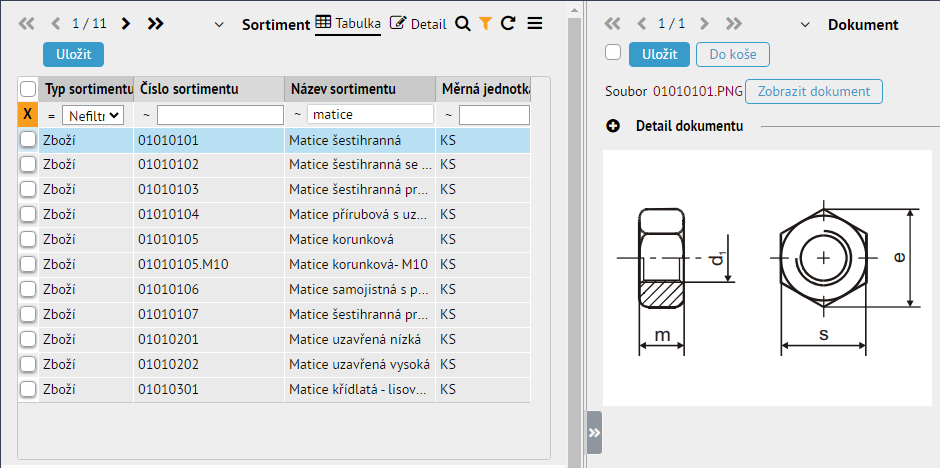 1 / 11 Sortiment Tabulka Detail
Uložit
Typ sortimentu Číslo sortimentu Název sortimentu Měrná jednotka
X = Nefiltr ~ ~ matice ~
Zboží 01010101 Matice šestihranná KS
Zboží 01010102 Matice šestihranná se ... KS
Zboží 01010103 Matice šestihranná pr... KS
Zboží 01010104 Matice přírubová s uz... KS
Zboží 01010105 Matice korunková KS
Zboží 01010105.M10 Matice korunková- M10 KS
Zboží 01010106 Matice samojistná s p... KS
Zboží 01010107 Matice šestihranná pr... KS
Zboží 01010201 Matice uzavřená nízká KS
Zboží 01010202 Matice uzavřená vysoká KS
Zboží 01010301 Matice křídlatá - lisov... KS
1 / 1 Dokument
Uložit Do koše
Soubor 01010101.PNG Zobrazit dokument
Detail dokumentu
d1 e
m s